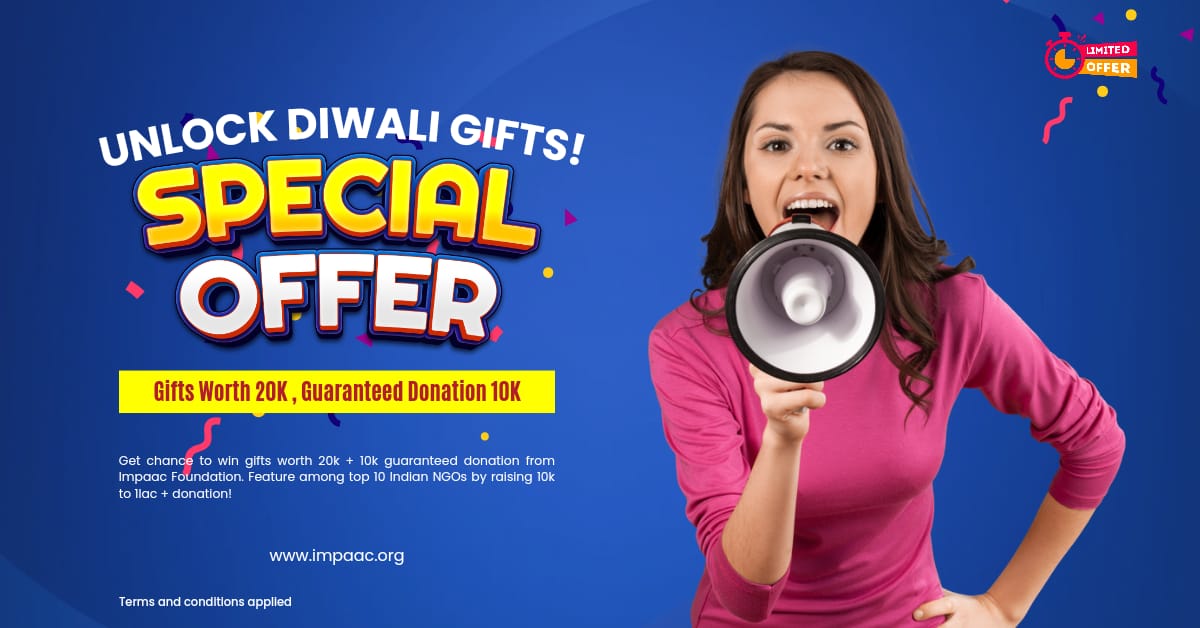 LIMITED
OFFER
UNLOCK DIWALI GIFTS!
SPECIAL
OFFER
Gifts Worth 20K , Guaranteed Donation 10K
Get chance to win gifts worth 20k + 10k guaranteed donation from
Impaac Foundation. Feature among top 10 Indian NGOs by raising 10k
to 1lac + donation!
www.impaac.org
Terms and conditions applied